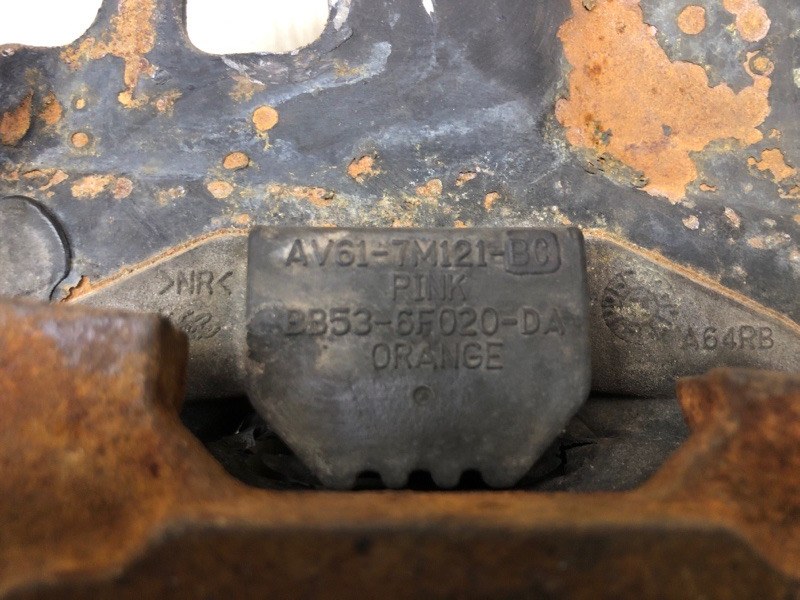 AV61-7M121-BC
PINK
BB53-6F020-DA
ORANGE
>NR<
A64RB